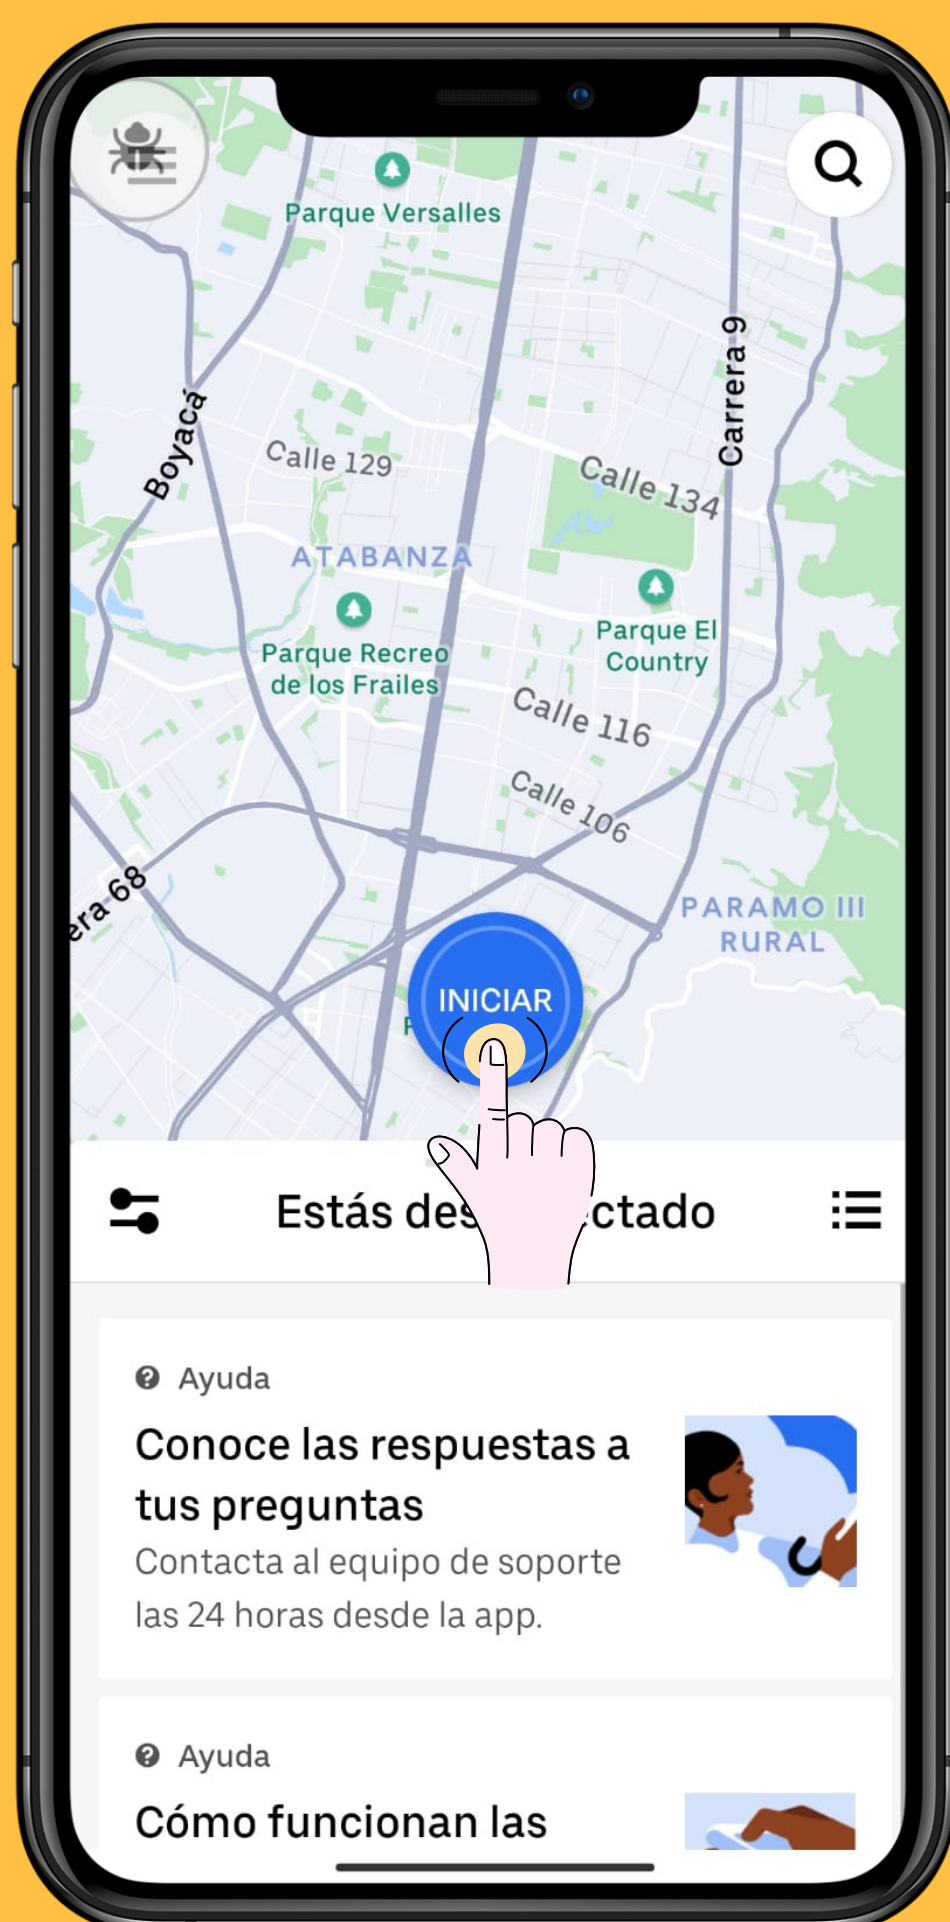 Parque Versalles
Carrera 9
Boyacá
Calle 129
Calle 134
ATABANZA
Parque El
Country
Parque Recreo
de los Frailes
Calle 116
Calle 106
era 68
PARAMO III
RURAL
INICIAR
Estás des ctado
Ayuda
Conoce las respuestas a
tus preguntas
Contacta al equipo de soporte
las 24 horas desde la app.
Ayuda
Cómo funcionan las